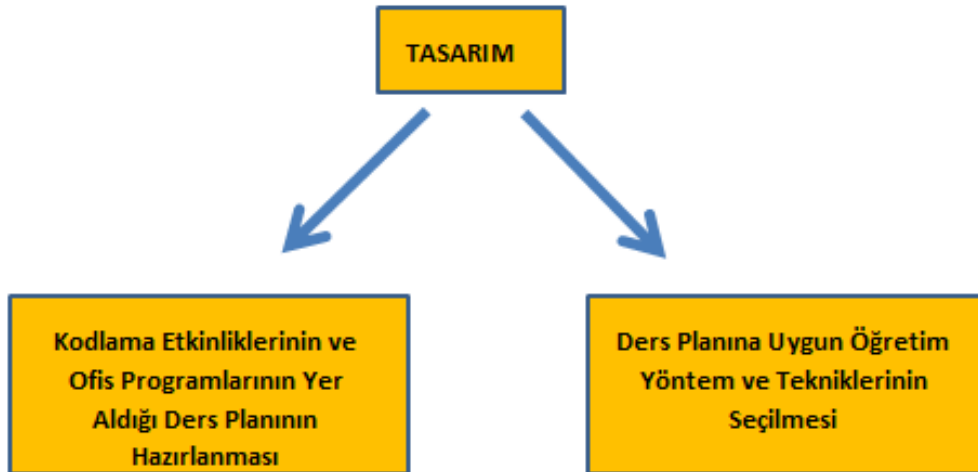 TASARIM
Kodlama Etkinliklerinin ve
Ofis Programlarının Yer
Aldığı Ders Planının
Hazırlanması
Ders Planına Uygun Öğretim
Yöntem ve Tekniklerinin
Seçilmesi